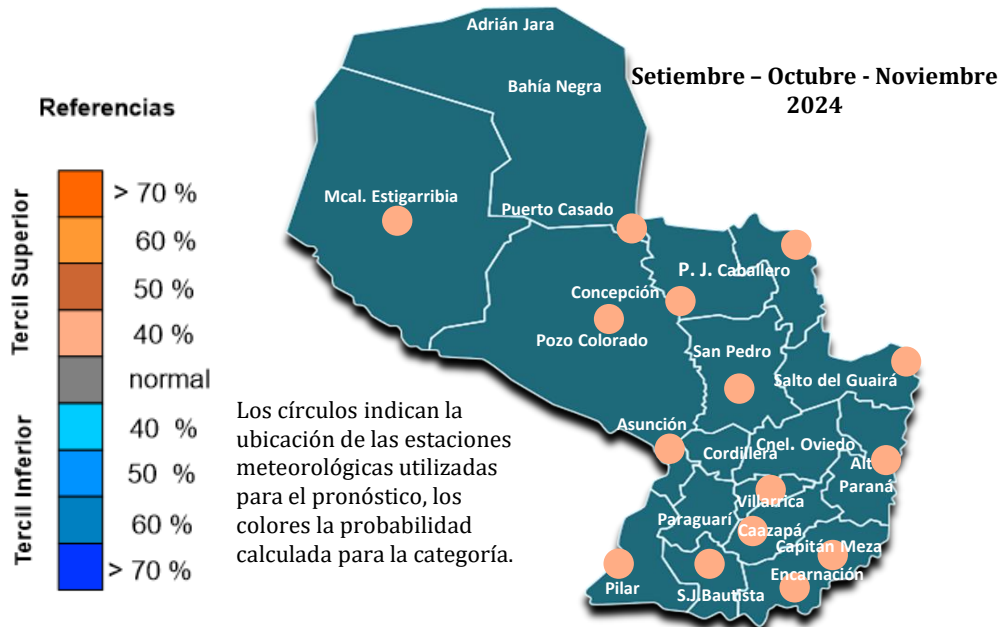 Adrián Jara
Setiembre – Octubre - Noviembre
2024
Bahía Negra
Referencias
Tercil Superior
> 70 %
60 %
50 %
40 %
normal
Tercil Inferior
40 %
50 %
60 %
> 70 %
Mcal. Estigarribia
Puerto Casado
P. J. Caballero
Concepción
Pozo Colorado
San Pedro
Salto del Guairá
Los círculos indican la
ubicación de las estaciones
meteorológicas utilizadas
para el pronóstico, los
colores la probabilidad
calculada para la categoría.
Asunción
Cordillera
Cnel. Oviedo
Alt
Paraná
Villarrica
Paraguarí
Caazapá
Capitán Meza
Encarnación
Pilar
S.J.Bautista